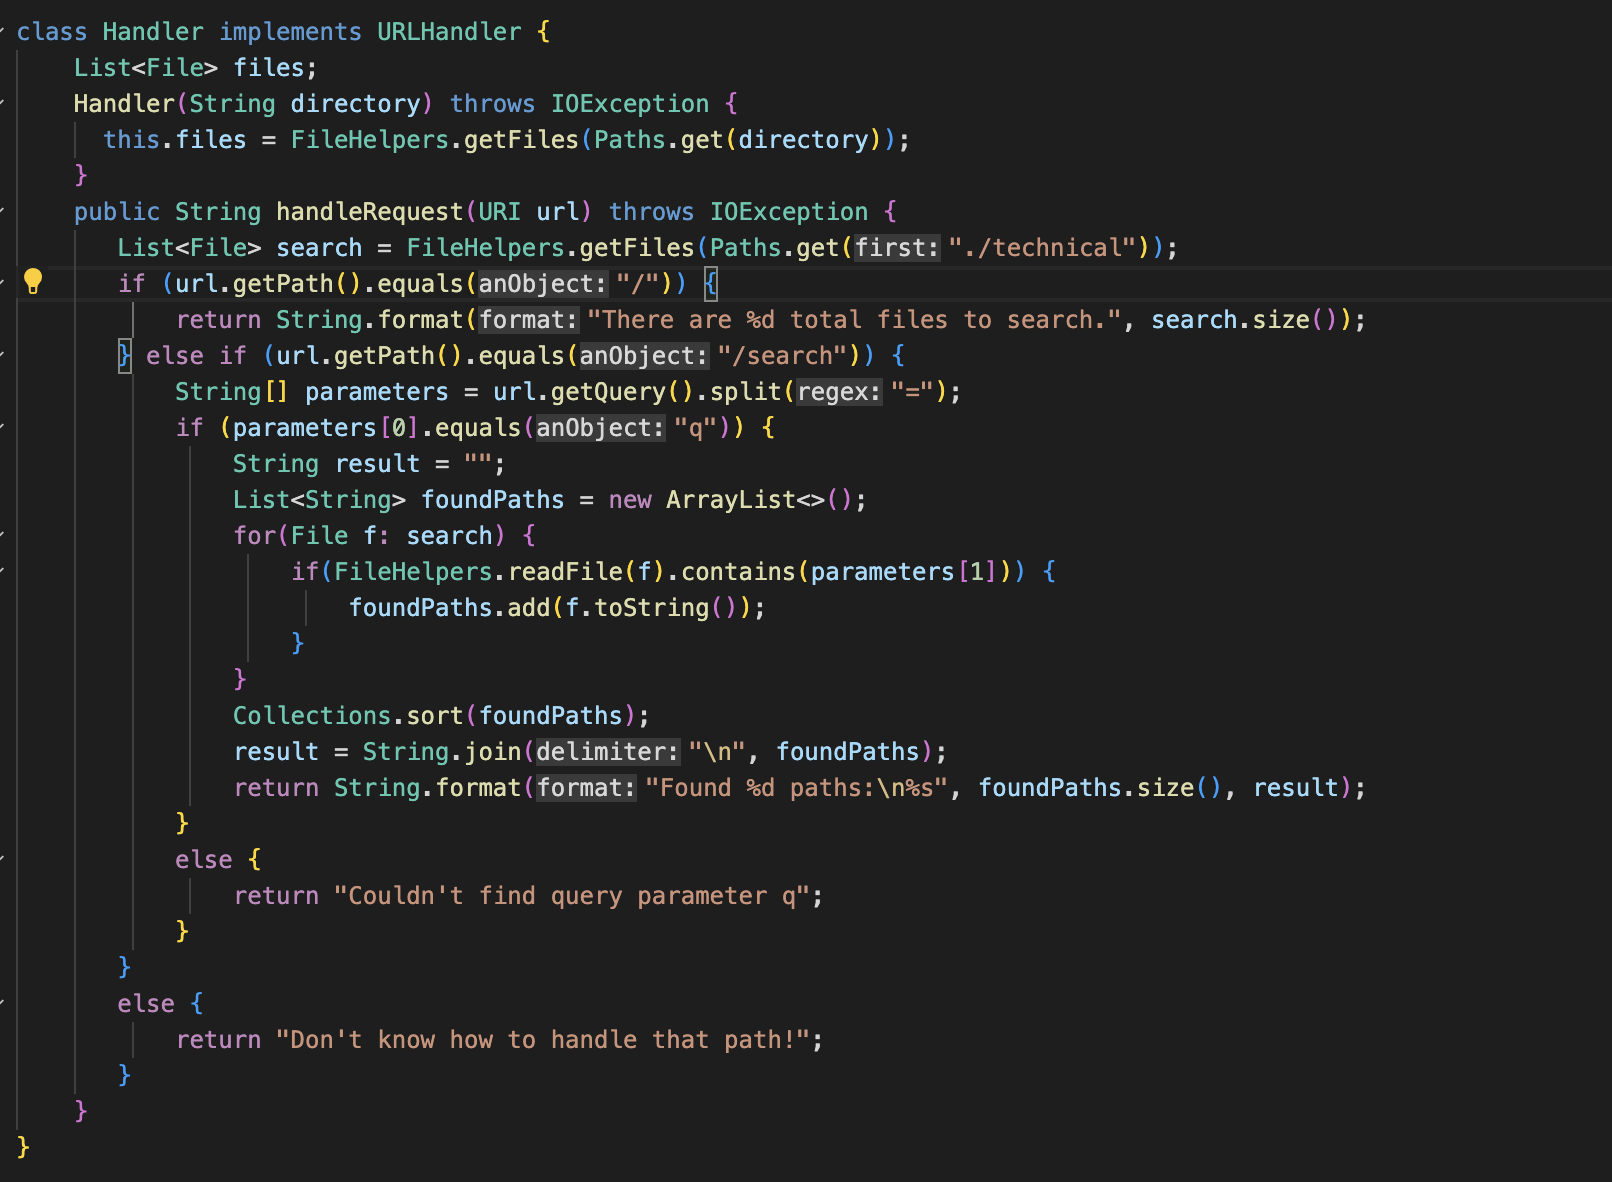 class Handler implements URLHandler {
List<File> files;
Handler(String directory) throws IOException {
this.files = FileHelpers.getFiles(Paths.get(directory));
}
public String handleRequest(URI url) throws IOException {
List<File> search = FileHelpers.getFiles(Paths.get(first: "./technical"));
if (url.getPath().equals(anObject: "/")) {
return String.format(format: "There are %d total files to search.", search.size());
} else if (url.getPath().equals(anObject: "/search")) {
String[] parameters = url.getQuery().split(regex: "=");
if (parameters[0].equals(anObject: "q")) {
String result = "";
List<String> foundPaths = new ArrayList<>();
for(File f: search) {
if(FileHelpers.readFile(f).contains(parameters[1])) {
foundPaths.add(f.toString());
}
}
Collections.sort(foundPaths);
result = String.join(delimiter: "\n", foundPaths);
return String.format(format: "Found %d paths:\n%s", foundPaths.size(), result);
}
else {
return "Couldn't find query parameter q";
}
}
else {
return "Don't know how to handle that path!";
}
}
}